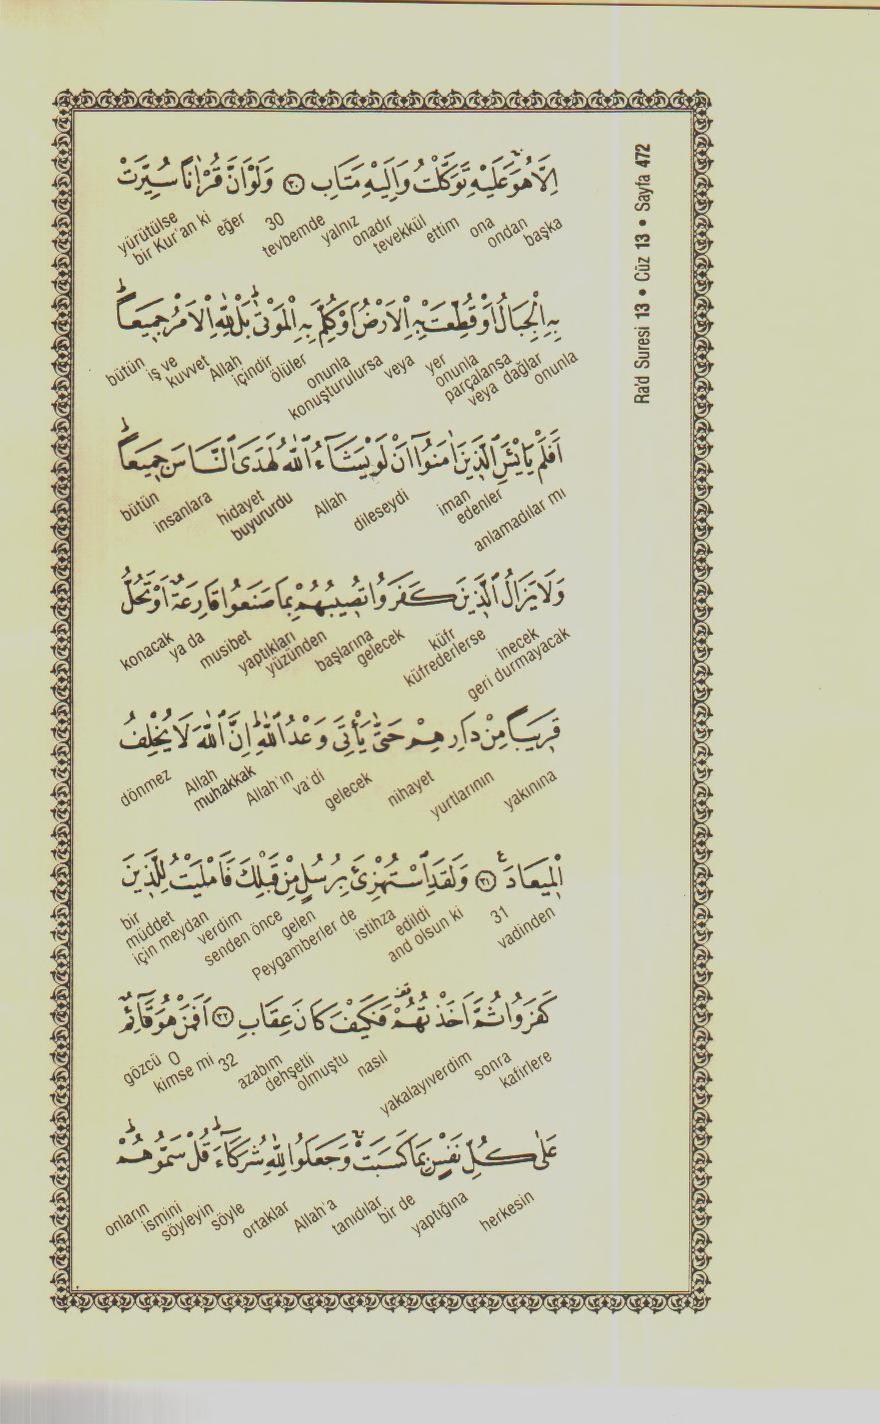 Ra'd Suresi 13 • Cüz 13 • Sayfa 472
اِلَّا هُوَۚ عَلَيْهِ تَوَكَّلْتُ وَاِلَيْهِ مَتَابِ ﴿٣٠﴾ وَلَوْ اَنَّ قُرْاٰنًا سُيِّرَتْ
başka ondan ona ettim tevekkül onadır yalnız tevbemde 30 eğer bir Kur'an ki yürütülse
بِهِ الْجِبَالُ اَوْ قُطِّعَتْ بِهِ الْاَرْضُ اَوْ كُلِّمَ بِهِ الْمَوْتٰىۜ بَلْ لِلّٰهِ الْاَمْرُ جَمٖيعًاۜ
onunla veya dağlar parçalansa onunla yer veya konuşturulursa onunla ölüler içindir Allah kuvvet iş ve bütün
اَفَلَمْ يَايْـَٔسِ الَّذٖينَ اٰمَنُٓوا اَنْ لَوْ يَشَٓاءُ اللّٰهُ لَهَدَى النَّاسَ جَمٖيعًاۜ
anlamadılar mı edenler iman dileseydi Allah buyururdu hidayet insanlara bütün
وَلَا يَزَالُ الَّذٖينَ كَفَرُوا تُصٖيبُهُمْ بِمَا صَنَعُوا قَارِعَةٌ اَوْ تَحُلُّ
geri durmayacak inecek küfrederlerse küfr gelecek başlarına yüzünden yaptıkları musibet ya da konacak
قَرٖيبًا مِنْ دَارِهِمْ حَتّٰى يَأْتِيَ وَعْدُ اللّٰهِۜ اِنَّ اللّٰهَ لَا يُخْلِفُ
yakınına yurtlarının nihayet gelecek va'di Allah'ın muhakkak Allah dönmez
الْمٖيعَادَ۟ ﴿٣١﴾ وَلَقَدِ اسْتُهْزِئَ بِرُسُلٍ مِنْ قَبْلِكَ فَاَمْلَيْتُ لِلَّذٖينَ
vadinden 31 and olsun ki edildi istihza Peygamberler de gelen senden önce verdim için meydan müddet bir
كَفَرُوا ثُمَّ اَخَذْتُهُمْ فَكَيْفَ كَانَ عِقَابِ ﴿٣٢﴾ اَفَمَنْ هُوَ قَٓائِمٌ
kafirlere sonra yakalayıverdim nasıl olmuştu dehşetli azabım 32 kimse mi O gözcü
عَلٰى كُلِّ نَفْسٍ بِمَا كَسَبَتْۚ وَجَعَلُوا لِلّٰهِ شُرَكَٓاءَۜ قُلْ سَمُّوهُمْۜ
herkesin yaptığına bir de tanıdılar Allah'a ortaklar söyle söyleyin ismini onların